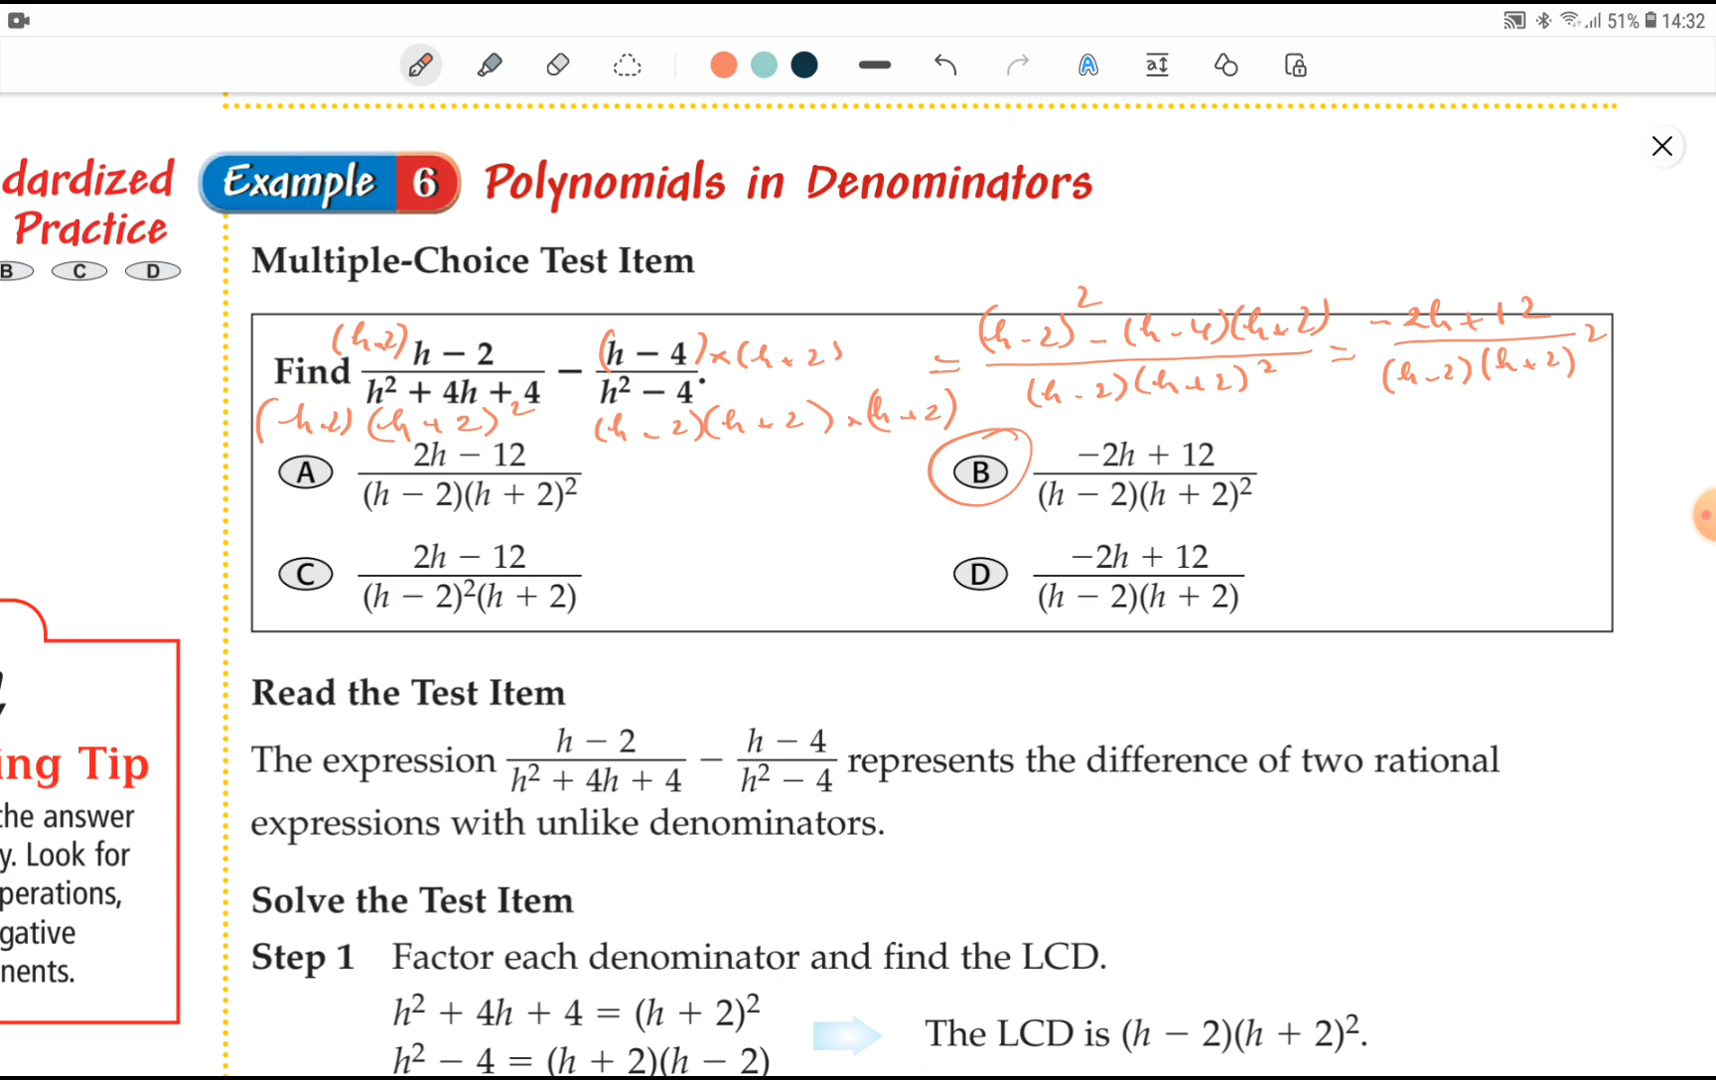 51% 14:32
dardized
Practice
B C D
Example 6 Polynomials in Denominators
Multiple-Choice Test Item
Find (h-2) h − 2 / h² + 4h + 4 − (h − 4) × (h+2) / h² − 4 . = (h-2)² - (h-4)(h+2) / (h-2)(h+2)² = -2h+12 / (h-2)(h+2)²
(h-2)(h+2)² (h-2)(h+2) × (h+2)
A 2h − 12 / (h − 2)(h + 2)² B −2h + 12 / (h − 2)(h + 2)²
C 2h − 12 / (h − 2)²(h + 2) D −2h + 12 / (h − 2)(h + 2)
Read the Test Item
The expression h − 2 / h² + 4h + 4 − h − 4 / h² − 4 represents the difference of two rational
expressions with unlike denominators.
Solve the Test Item
Step 1 Factor each denominator and find the LCD.
h² + 4h + 4 = (h + 2)²
h² − 4 = (h + 2)(h − 2)
The LCD is (h − 2)(h + 2)².
ing Tip
the answer
y. Look for
perations,
gative
nents.